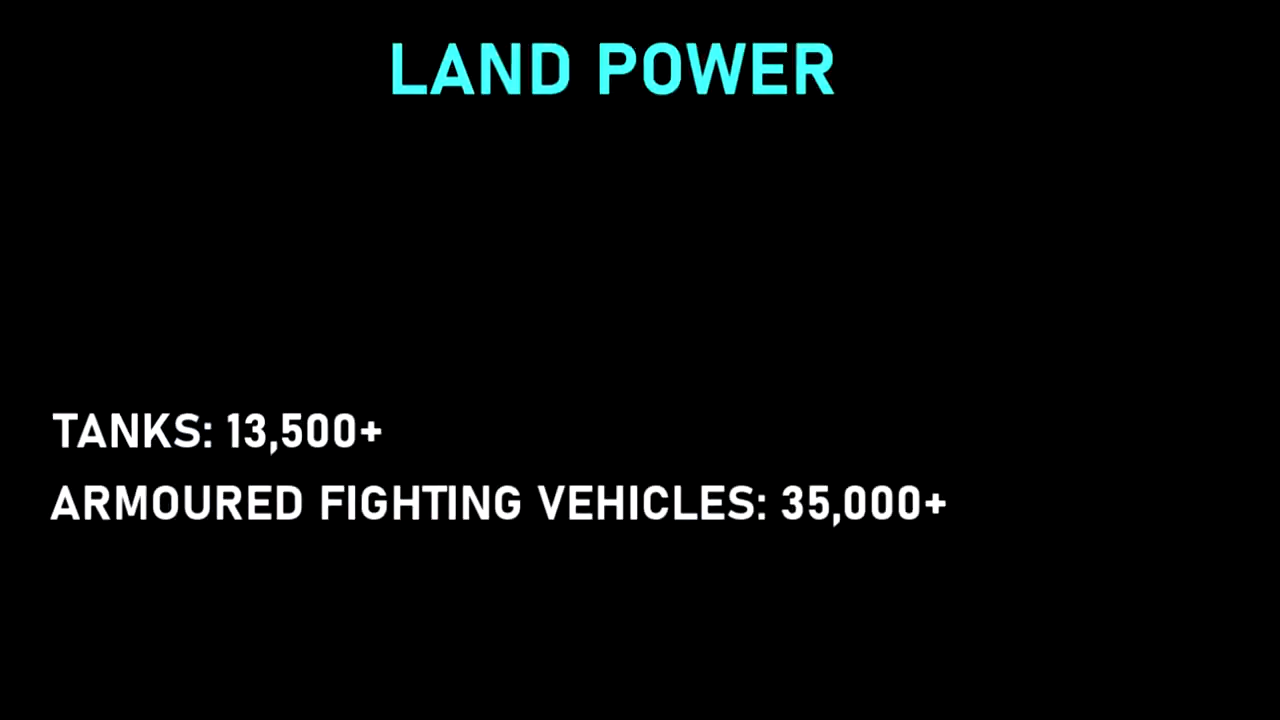 LAND POWER
TANKS: 13,500+
ARMOURED FIGHTING VEHICLES: 35,000+